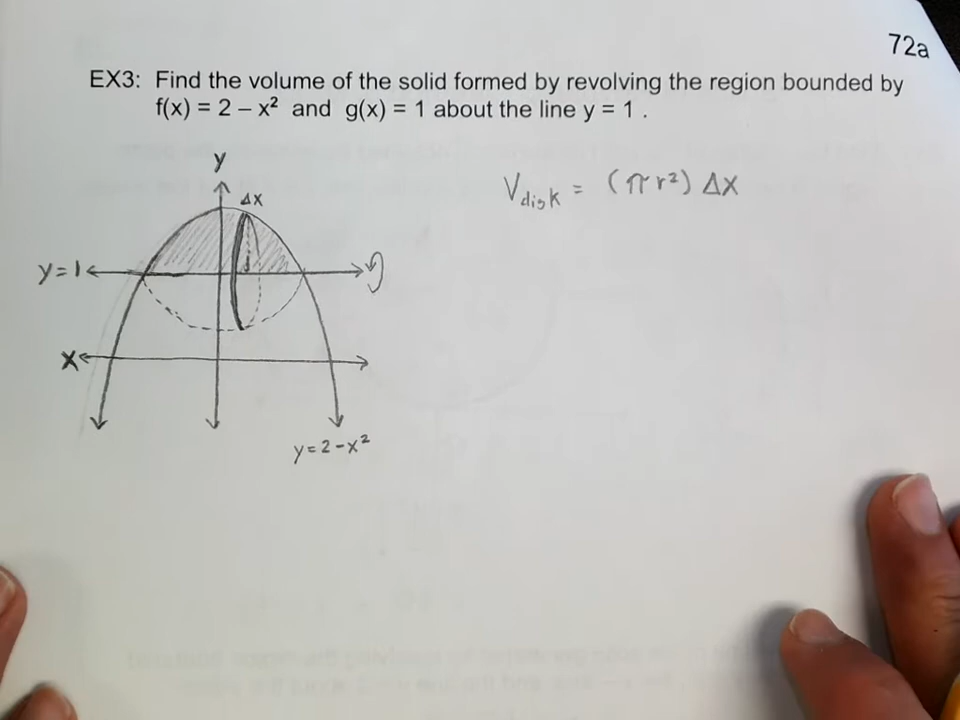 72a
EX3: Find the volume of the solid formed by revolving the region bounded by
f(x) = 2 – x² and g(x) = 1 about the line y = 1 .
y
Δx
V disk = (πr²) Δx
y=1
x
y=2-x²